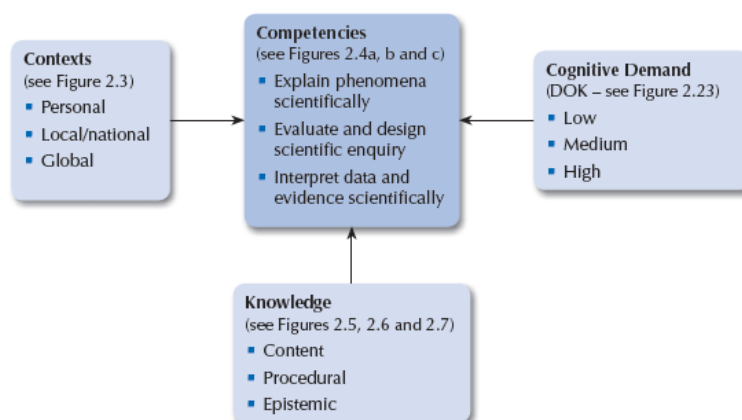 Contexts
(see Figure 2.3)
▪ Personal
▪ Local/national
▪ Global
Competencies
(see Figures 2.4a, b and c)
▪ Explain phenomena
scientifically
▪ Evaluate and design
scientific enquiry
▪ Interpret data and
evidence scientifically
Cognitive Demand
(DOK – see Figure 2.23)
▪ Low
▪ Medium
▪ High
Knowledge
(see Figures 2.5, 2.6 and 2.7)
▪ Content
▪ Procedural
▪ Epistemic